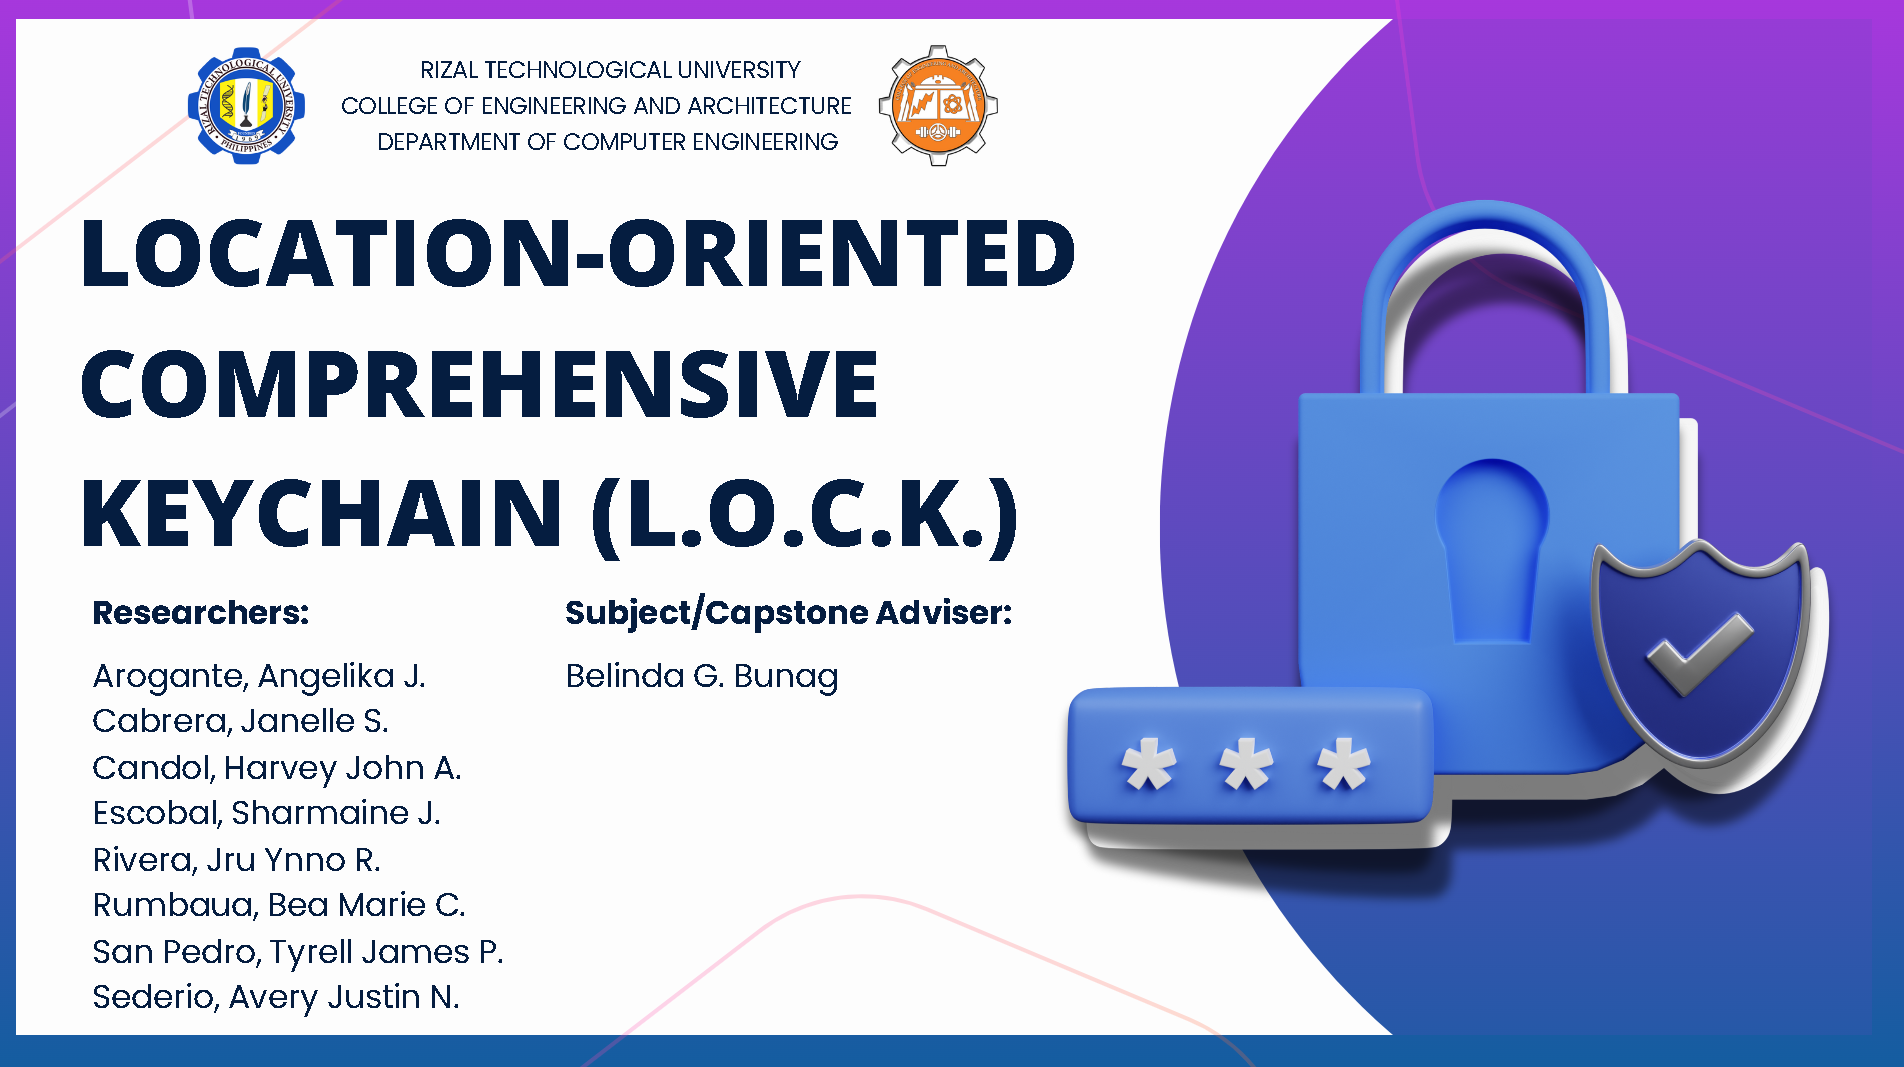 RIZAL TECHNOLOGICAL UNIVERSITY
COLLEGE OF ENGINEERING AND ARCHITECTURE
DEPARTMENT OF COMPUTER ENGINEERING
RIZAL TECHNOLOGICAL UNIVERSITY
PHILIPPINES
1969
LOCATION-ORIENTED
COMPREHENSIVE
KEYCHAIN (L.O.C.K.)
Researchers:
Arogante, Angelika J.
Cabrera, Janelle S.
Candol, Harvey John A.
Escobal, Sharmaine J.
Rivera, Jru Ynno R.
Rumbaua, Bea Marie C.
San Pedro, Tyrell James P.
Sederio, Avery Justin N.
Subject/Capstone Adviser:
Belinda G. Bunag
* * *